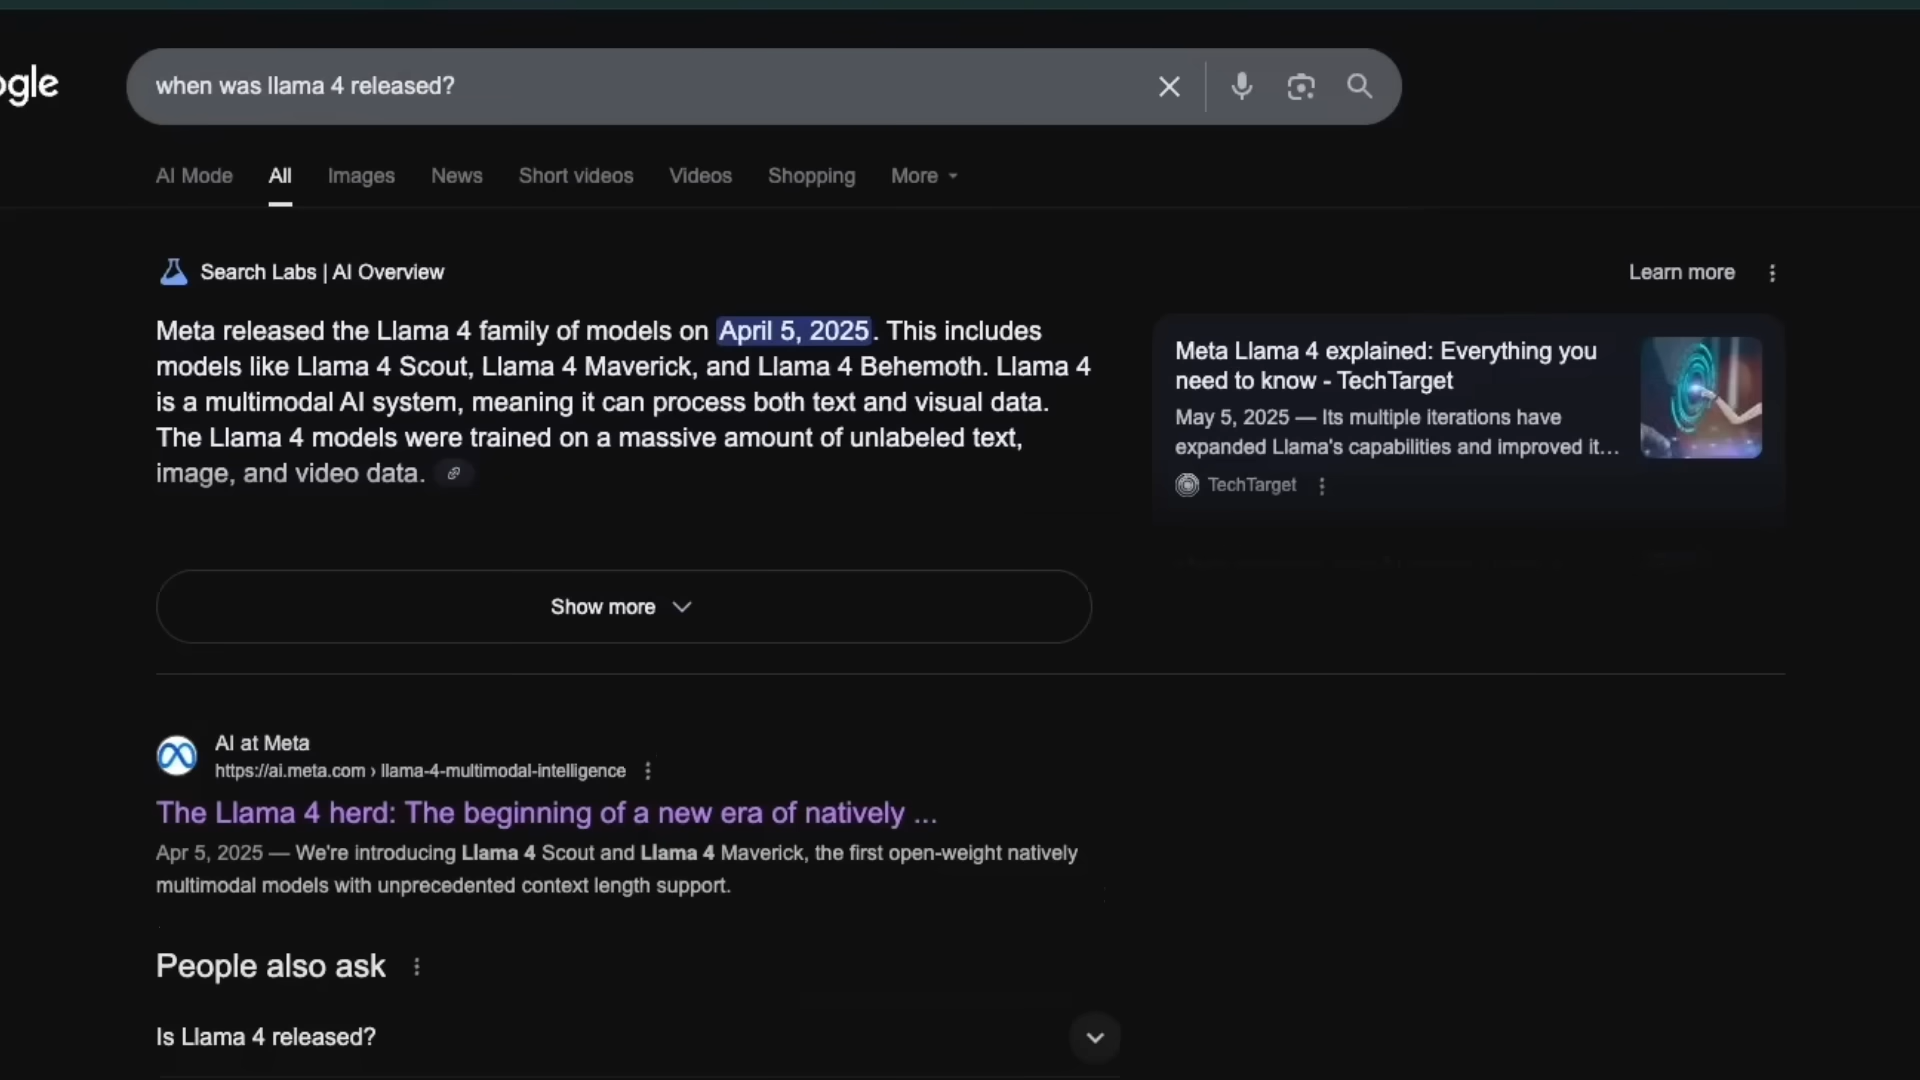 ogle
when was llama 4 released?
AI Mode All Images News Short videos Videos Shopping More
Search Labs | AI Overview
Learn more
Meta released the Llama 4 family of models on April 5, 2025. This includes
models like Llama 4 Scout, Llama 4 Maverick, and Llama 4 Behemoth. Llama 4
is a multimodal AI system, meaning it can process both text and visual data.
The Llama 4 models were trained on a massive amount of unlabeled text,
image, and video data.
Meta Llama 4 explained: Everything you
need to know - TechTarget
May 5, 2025 — Its multiple iterations have
expanded Llama's capabilities and improved it...
TechTarget
Show more
AI at Meta
https://ai.meta.com › llama-4-multimodal-intelligence
The Llama 4 herd: The beginning of a new era of natively ...
Apr 5, 2025 — We're introducing Llama 4 Scout and Llama 4 Maverick, the first open-weight natively
multimodal models with unprecedented context length support.
People also ask
Is Llama 4 released?